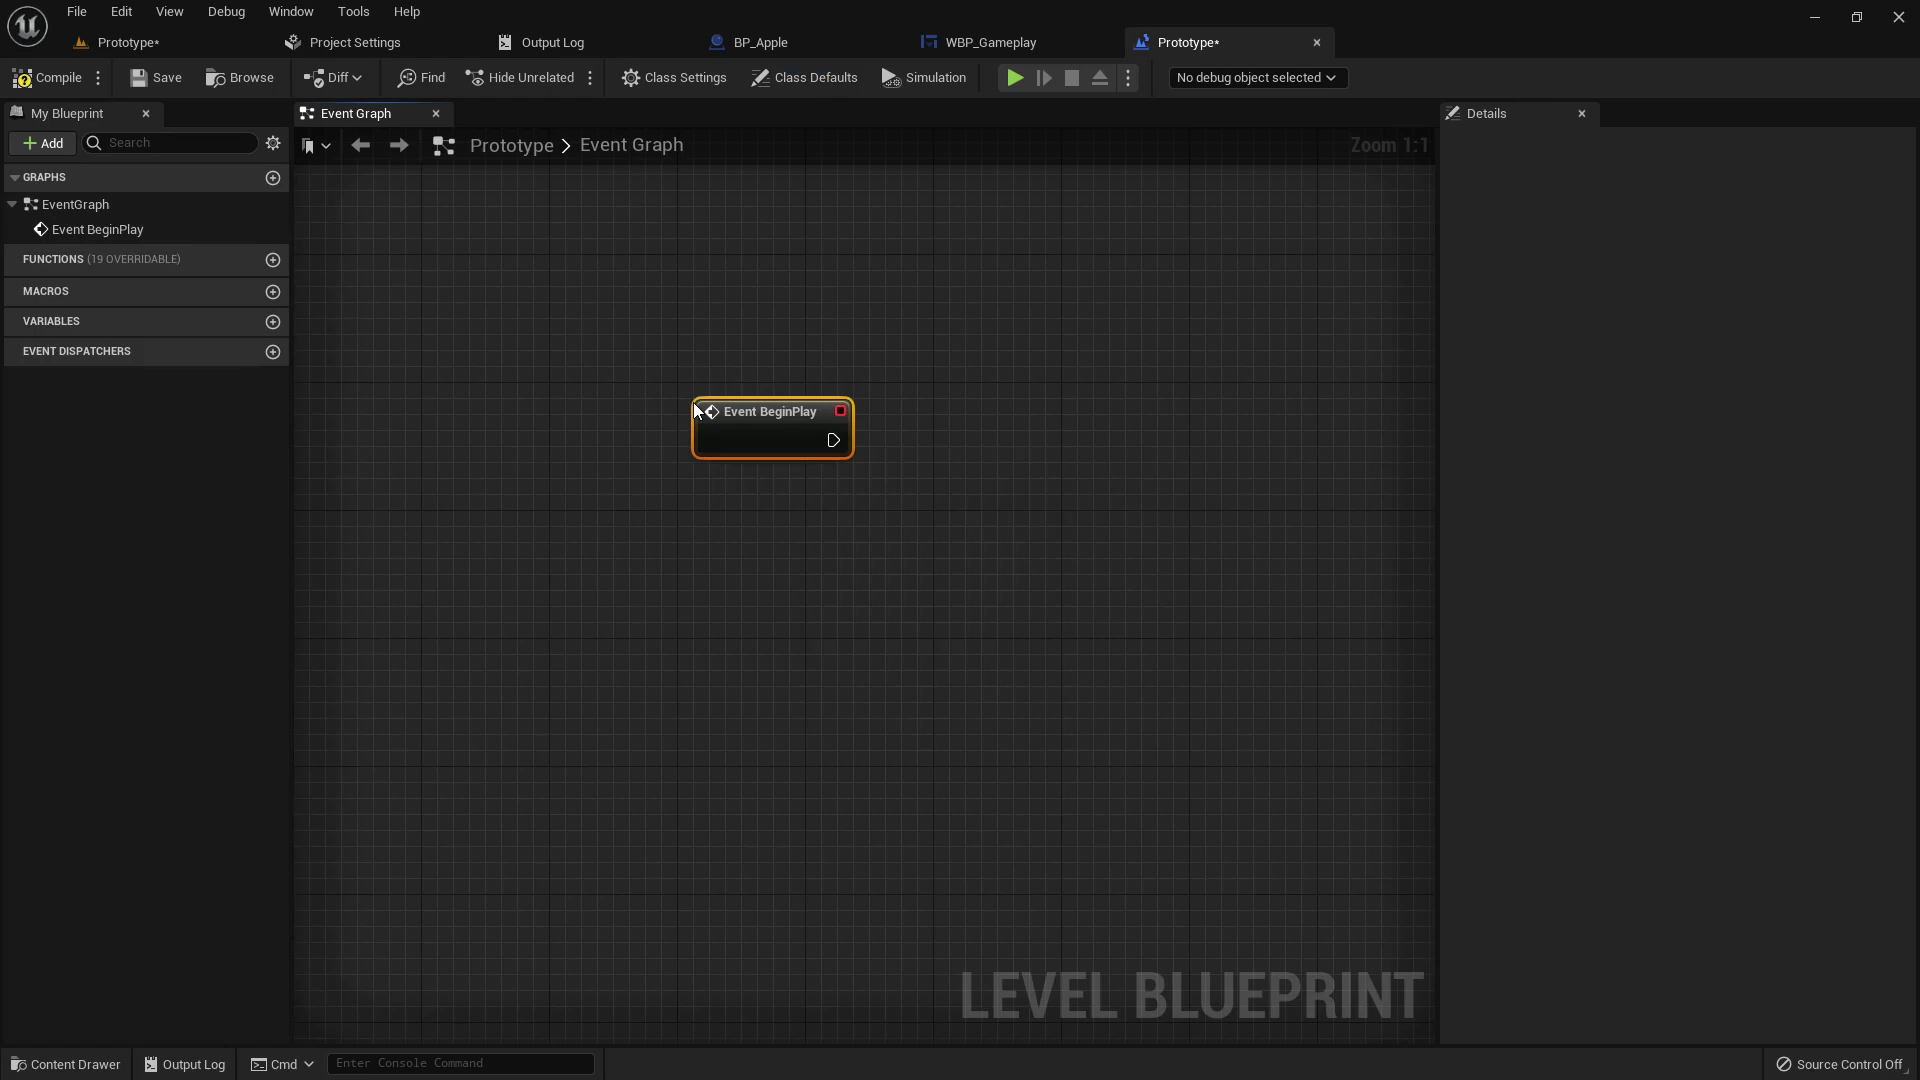 File Edit View Debug Window Tools Help
Prototype* Project Settings Output Log BP_Apple WBP_Gameplay Prototype*
Compile Save Browse Diff Find Hide Unrelated Class Settings Class Defaults Simulation No debug object selected
My Blueprint Event Graph Details
Add Search Prototype > Event Graph Zoom 1:1
GRAPHS
EventGraph
Event BeginPlay
FUNCTIONS (19 OVERRIDABLE)
MACROS
VARIABLES
EVENT DISPATCHERS
Event BeginPlay
LEVEL BLUEPRINT
Content Drawer Output Log Cmd Enter Console Command Source Control Off